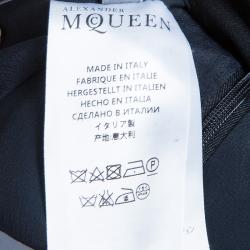 ALEXANDER
McQUEEN
MADE IN ITALY
FABRIQUE EN ITALIE
HERGESTELLT IN ITALIEN
HECHO EN ITALIA
СДЕЛАНО В ИТАЛИИ
イタリア製
产地:意大利